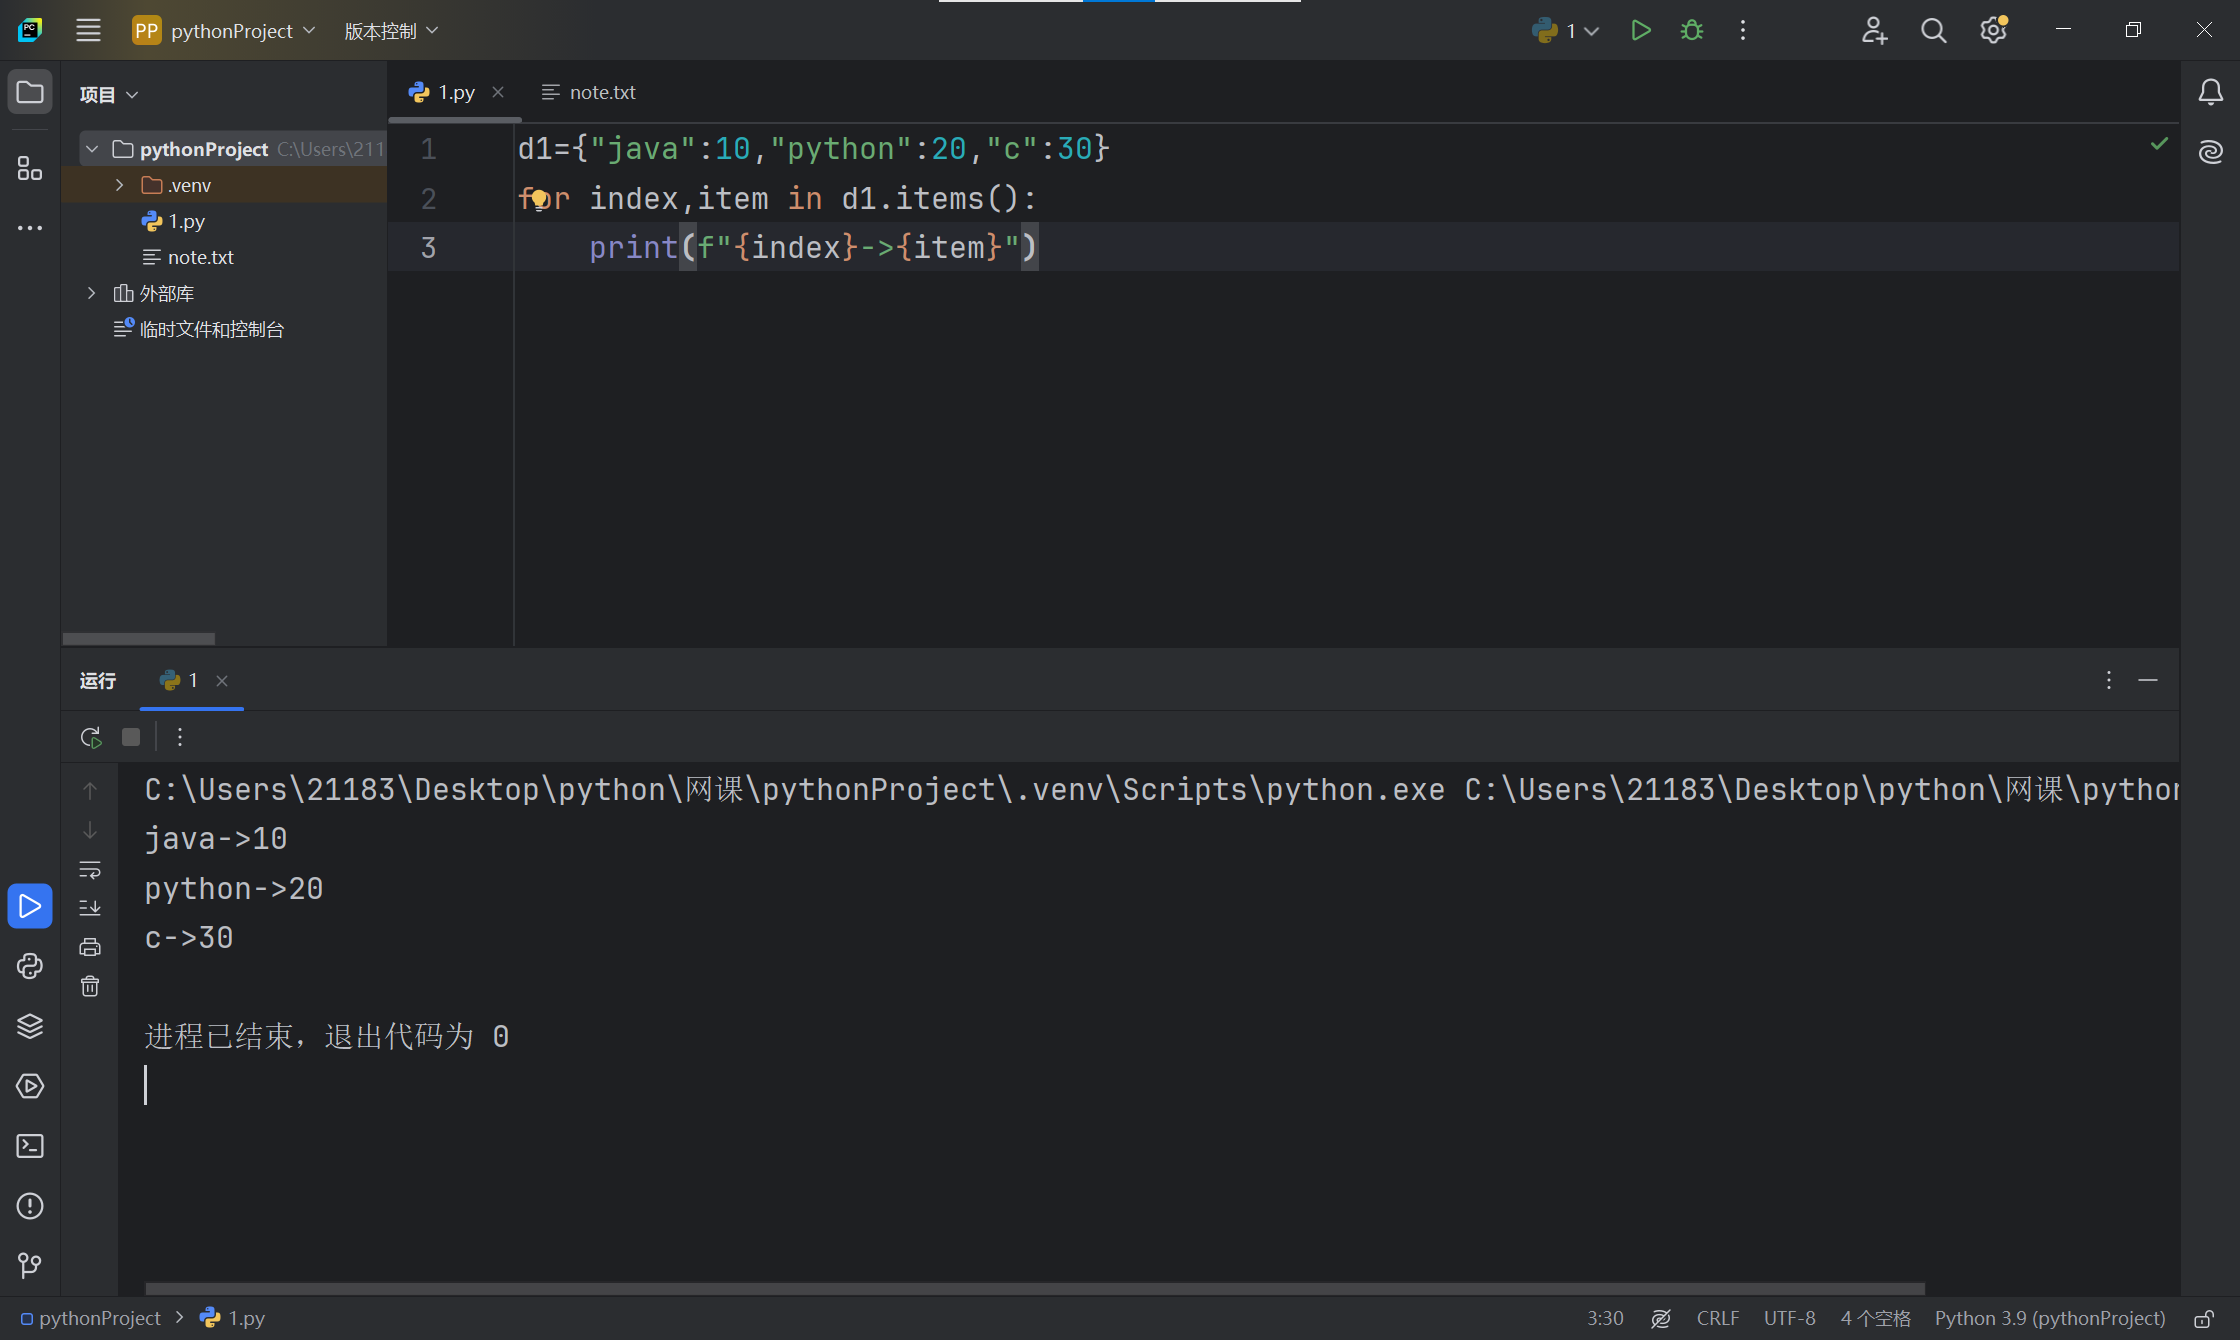 PC
PP pythonProject 版本控制 1
项目
1.py
note.txt
pythonProject C:\Users\211
.venv
1.py
note.txt
外部库
临时文件和控制台
1 d1={"java":10,"python":20,"c":30}
2 for index,item in d1.items():
3 print(f"{index}->{item}")
运行 1
C:\Users\21183\Desktop\python\网课\pythonProject\.venv\Scripts\python.exe C:\Users\21183\Desktop\python\网课\python
java->10
python->20
c->30
进程已结束，退出代码为 0
pythonProject 1.py 3:30 CRLF UTF-8 4 个空格 Python 3.9 (pythonProject)